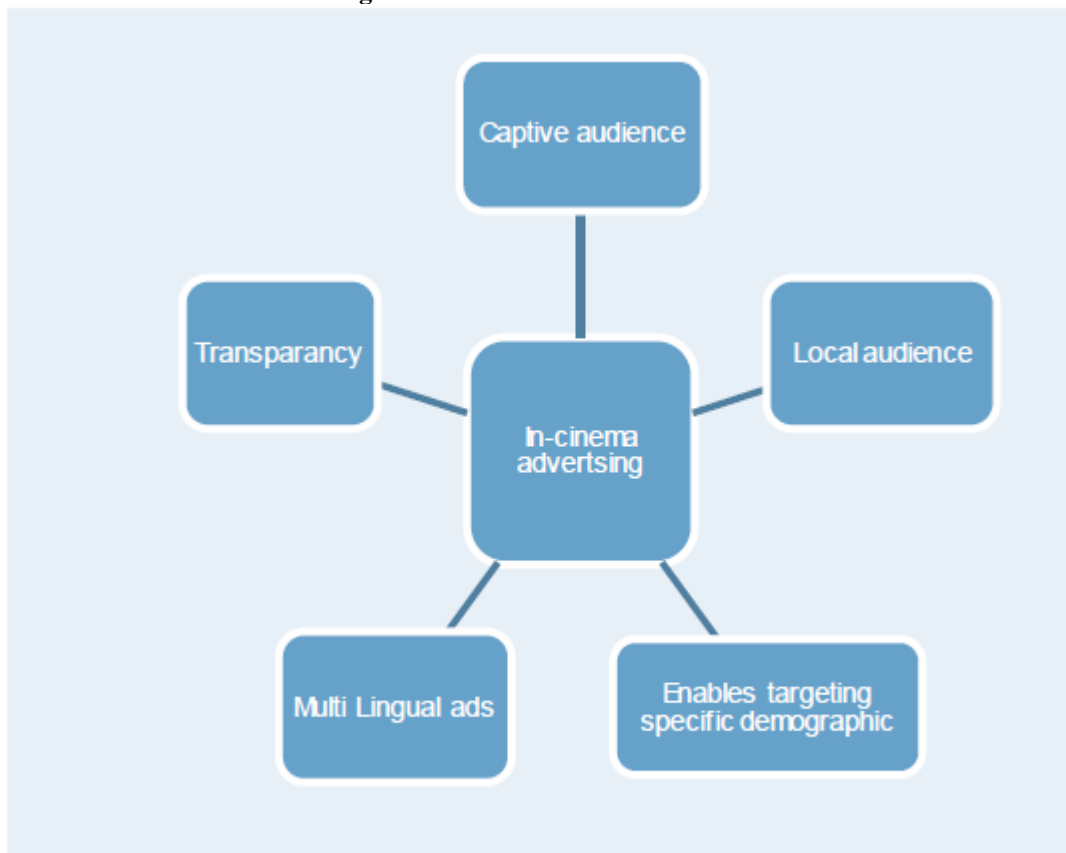 Captive audience
Transparancy
Local audience
In-cinema
advertsing
Multi Lingual ads
Enables targeting
specific demographic